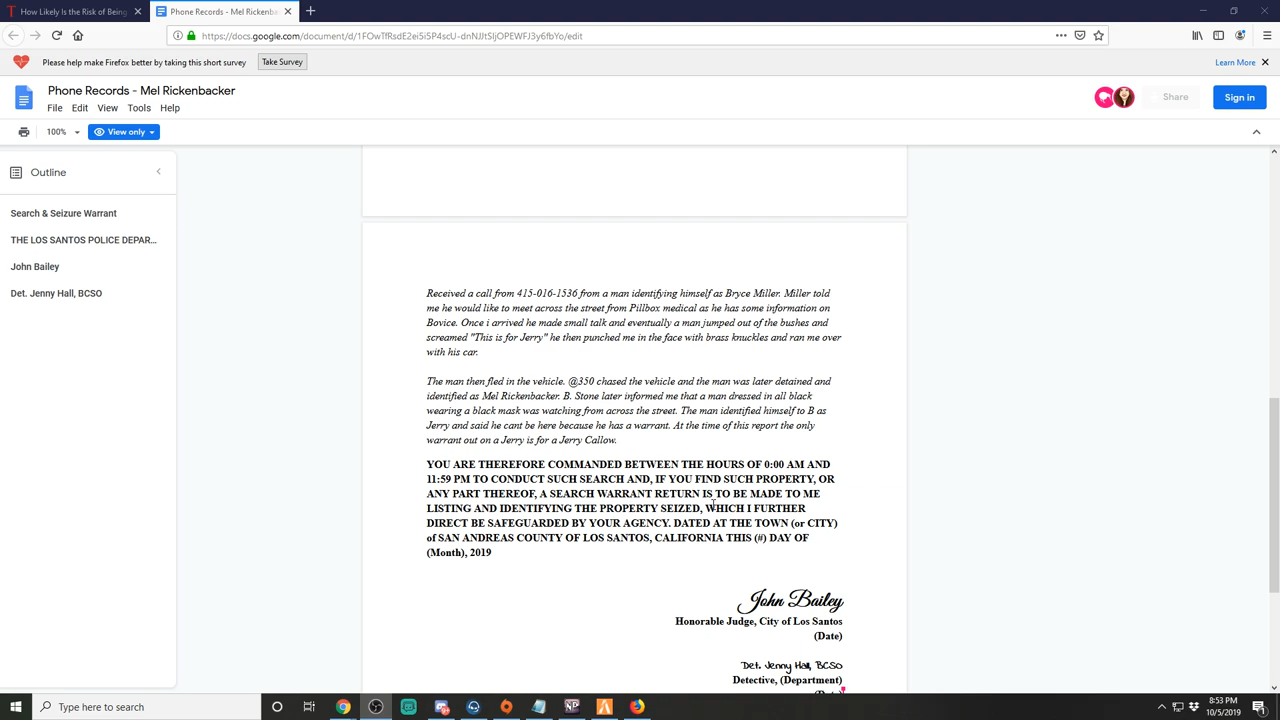 How Likely Is the Risk of Being
Phone Records - Mel Rickenba
https://docs.google.com/document/d/1FOwTfRsdE2ei5i5P4scU-dnNJJtSIjOPEWFJ3y6fbYo/edit
Please help make Firefox better by taking this short survey
Take Survey
Learn More
Phone Records - Mel Rickenbacker
File Edit View Tools Help
Share
Sign in
100%
View only
Outline
Search & Seizure Warrant
THE LOS SANTOS POLICE DEPAR...
John Bailey
Det. Jenny Hall, BCSO
Received a call from 415-016-1536 from a man identifying himself as Bryce Miller. Miller told
me he would like to meet across the street from Pillbox medical as he has some information on
Bovice. Once i arrived he made small talk and eventually a man jumped out of the bushes and
screamed "This is for Jerry" he then punched me in the face with brass knuckles and ran me over
with his car.
The man then fled in the vehicle. @350 chased the vehicle and the man was later detained and
identified as Mel Rickenbacker. B. Stone later informed me that a man dressed in all black
wearing a black mask was watching from across the street. The man identified himself to B as
Jerry and said he cant be here because he has a warrant. At the time of this report the only
warrant out on a Jerry is for a Jerry Callow.
YOU ARE THEREFORE COMMANDED BETWEEN THE HOURS OF 0:00 AM AND
11:59 PM TO CONDUCT SUCH SEARCH AND, IF YOU FIND SUCH PROPERTY, OR
ANY PART THEREOF, A SEARCH WARRANT RETURN IS TO BE MADE TO ME
LISTING AND IDENTIFYING THE PROPERTY SEIZED, WHICH I FURTHER
DIRECT BE SAFEGUARDED BY YOUR AGENCY. DATED AT THE TOWN (or CITY)
of SAN ANDREAS COUNTY OF LOS SANTOS, CALIFORNIA THIS (#) DAY OF
(Month), 2019
John Bailey
Honorable Judge, City of Los Santos
(Date)
Det. Jenny Hall, BCSO
Detective, (Department)
Type here to search
8:53 PM
10/5/2019